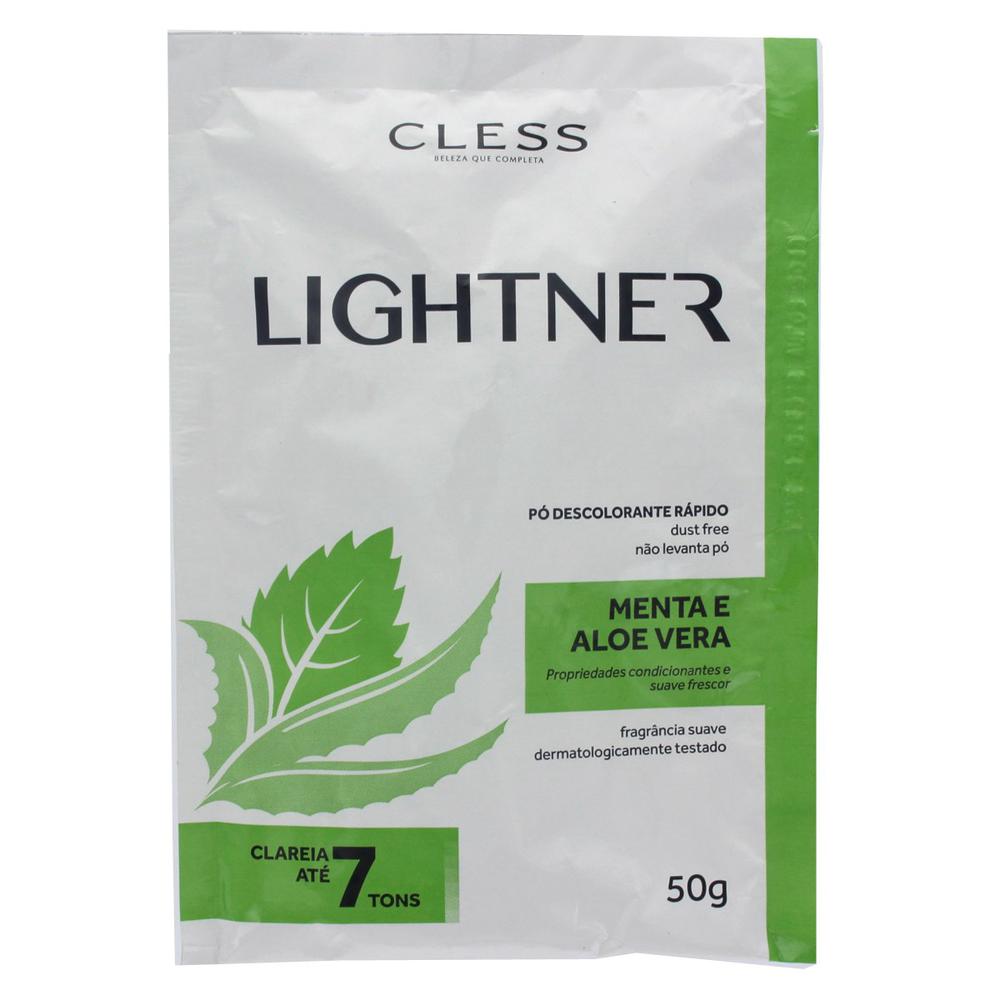 CLESS
BELEZA QUE COMPLETA
LIGHTNER
PÓ DESCOLORANTE RÁPIDO
dust free
não levanta pó
MENTA E
ALOE VERA
Propriedades condicionantes e
suave frescor
fragrância suave
dermatologicamente testado
CLAREIA
ATÉ
7
TONS
50g